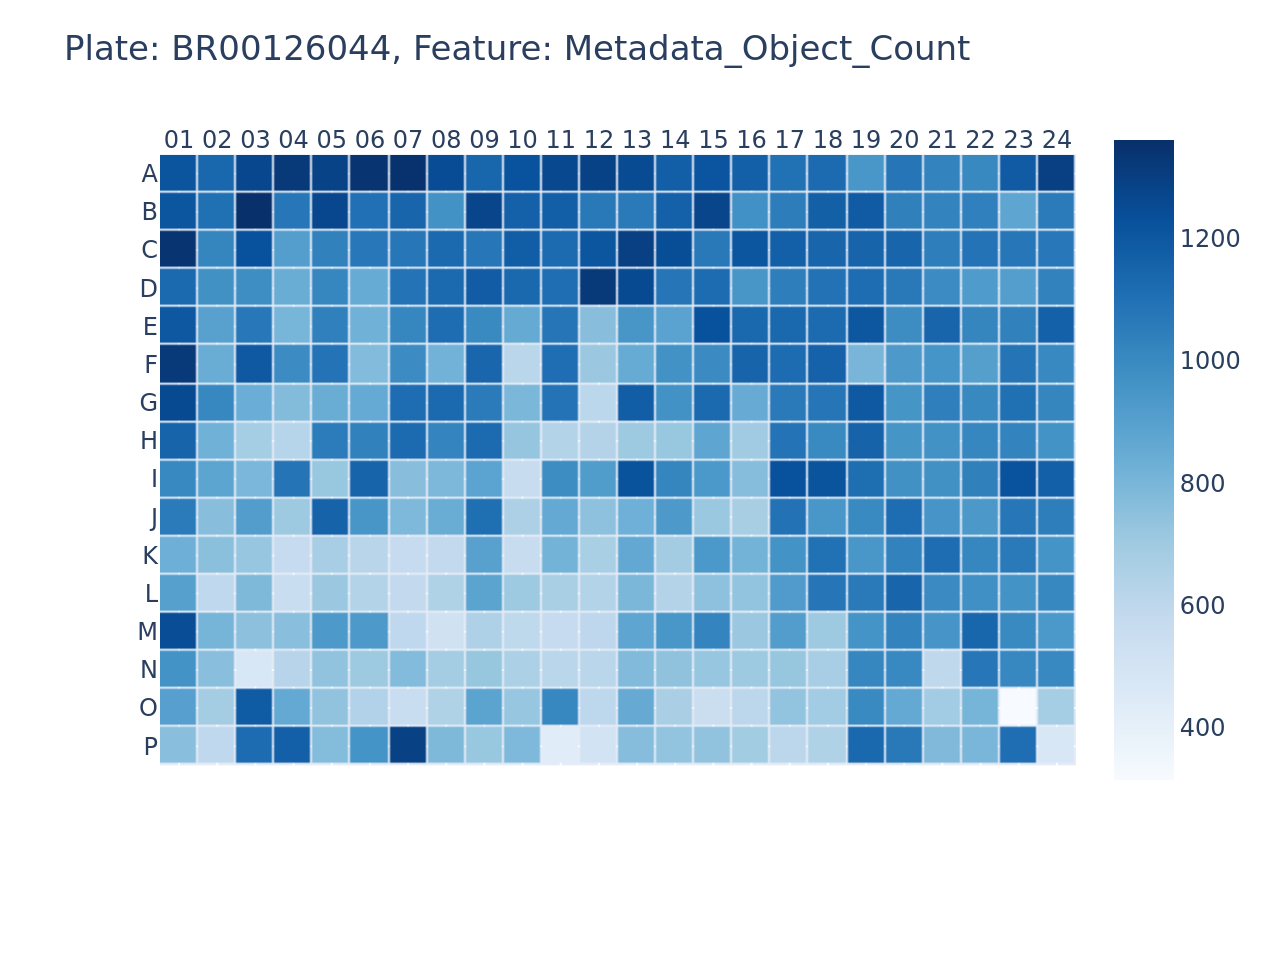 Plate: BR00126044, Feature: Metadata_Object_Count
01 02 03 04 05 06 07 08 09 10 11 12 13 14 15 16 17 18 19 20 21 22 23 24
A
B
C
D
E
F
G
H
I
J
K
L
M
N
O
P
1200
1000
800
600
400